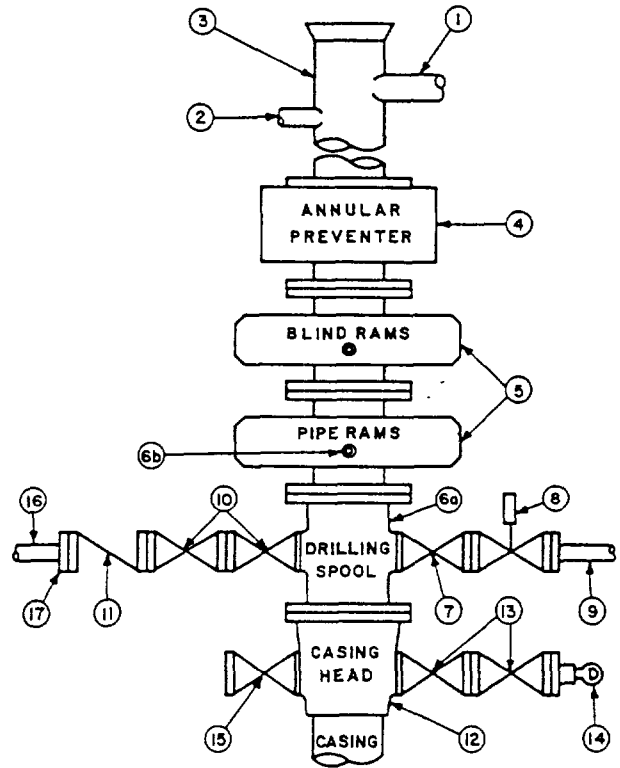 3
1
2
ANNULAR
PREVENTER
4
BLIND RAMS
5
PIPE RAMS
6b
16
10
6a
8
DRILLING
SPOOL
17
11
7
9
13
CASING
HEAD
15
12
14
CASING